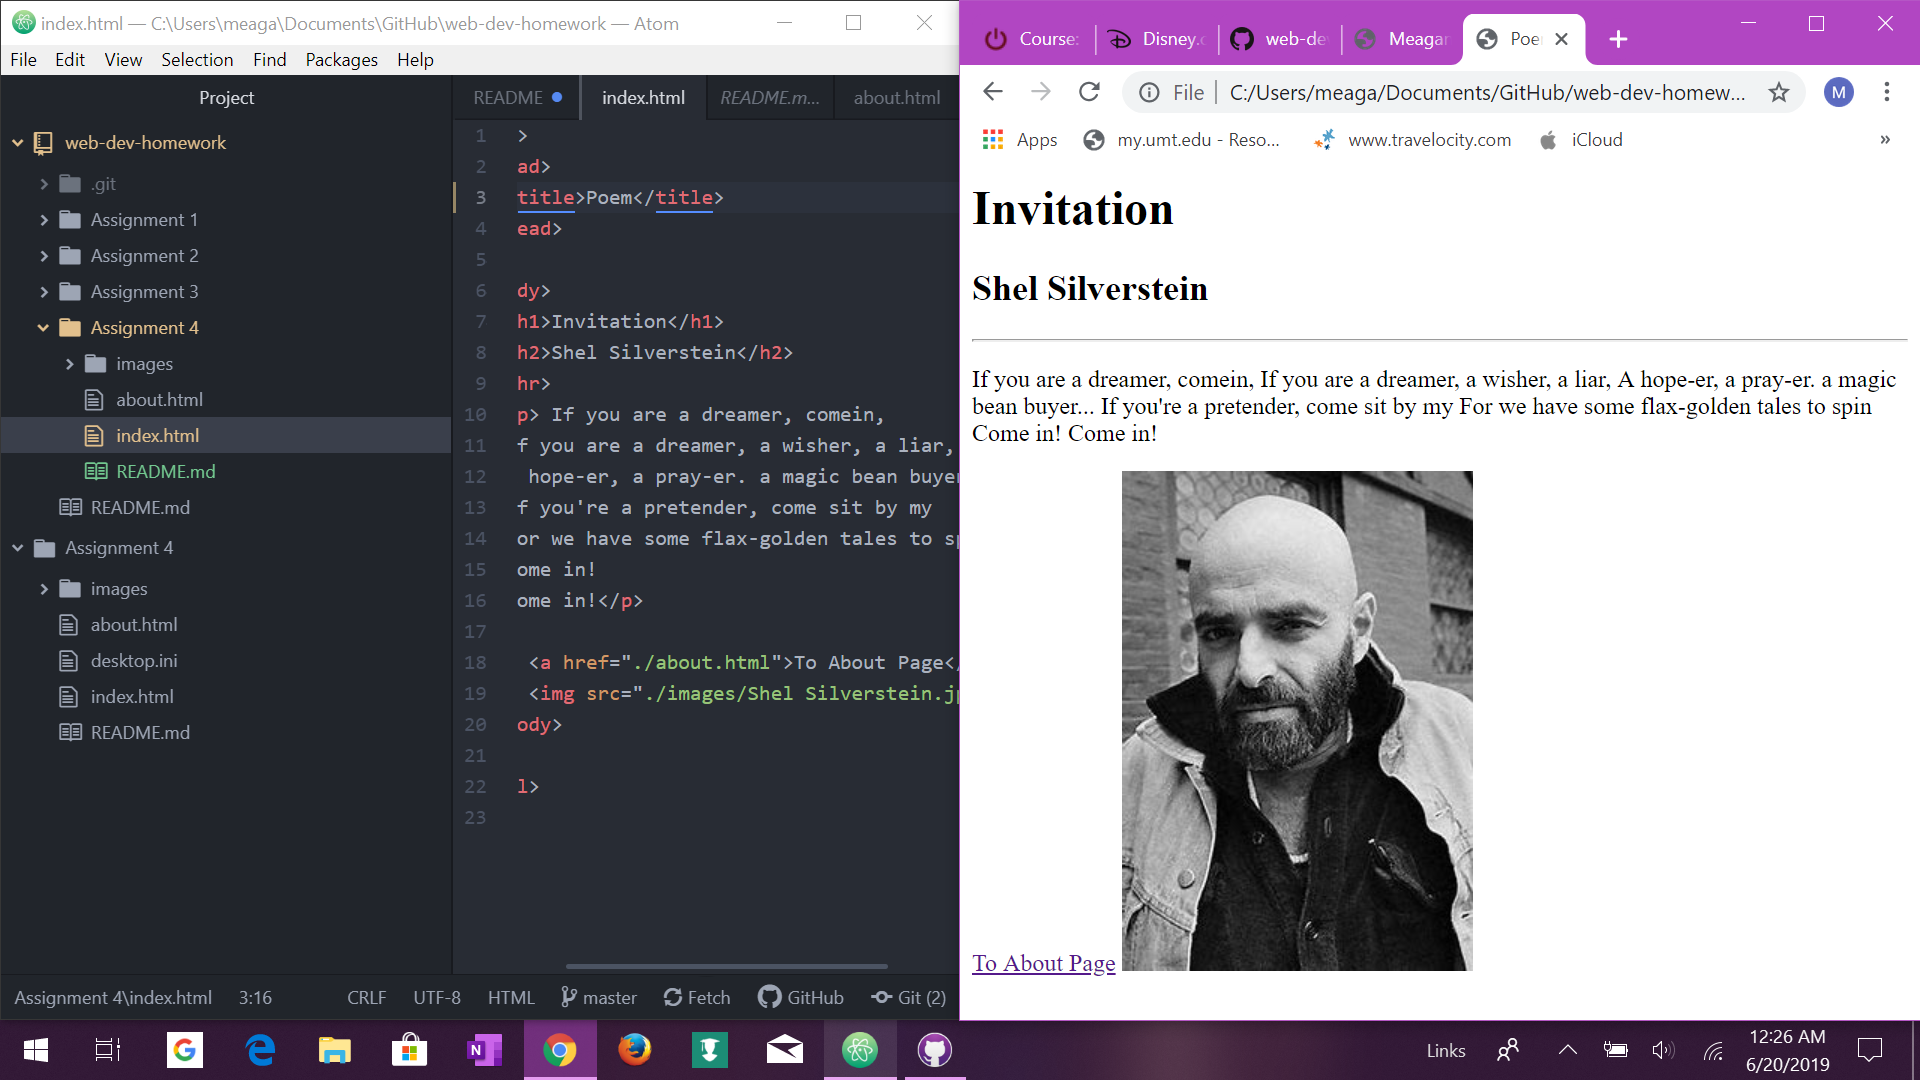 index.html — C:\Users\meaga\Documents\GitHub\web-dev-homework — Atom
File Edit View Selection Find Packages Help
Project
web-dev-homework
.git
Assignment 1
Assignment 2
Assignment 3
Assignment 4
images
about.html
index.html
README.md
README.md
Assignment 4
images
about.html
desktop.ini
index.html
README.md
README index.html README.m... about.html
1 >
2 ad>
3 title>Poem</title>
4 ead>
5
6 dy>
7 h1>Invitation</h1>
8 h2>Shel Silverstein</h2>
9 hr>
10 p> If you are a dreamer, comein,
11 f you are a dreamer, a wisher, a liar,
12 hope-er, a pray-er. a magic bean buyer
13 f you're a pretender, come sit by my
14 or we have some flax-golden tales to sp
15 ome in!
16 ome in!</p>
17
18 <a href="./about.html">To About Page</
19 <img src="./images/Shel Silverstein.jp
20 ody>
21
22 l>
23
Assignment 4\index.html 3:16 CRLF UTF-8 HTML master Fetch GitHub Git (2)
Course: Disney.c web-de Meagan Poe
File C:/Users/meaga/Documents/GitHub/web-dev-homew... M
Apps my.umt.edu - Reso... www.travelocity.com iCloud »
Invitation
Shel Silverstein
If you are a dreamer, comein, If you are a dreamer, a wisher, a liar, A hope-er, a pray-er. a magic
bean buyer... If you're a pretender, come sit by my For we have some flax-golden tales to spin
Come in! Come in!
To About Page
Links
12:26 AM
6/20/2019